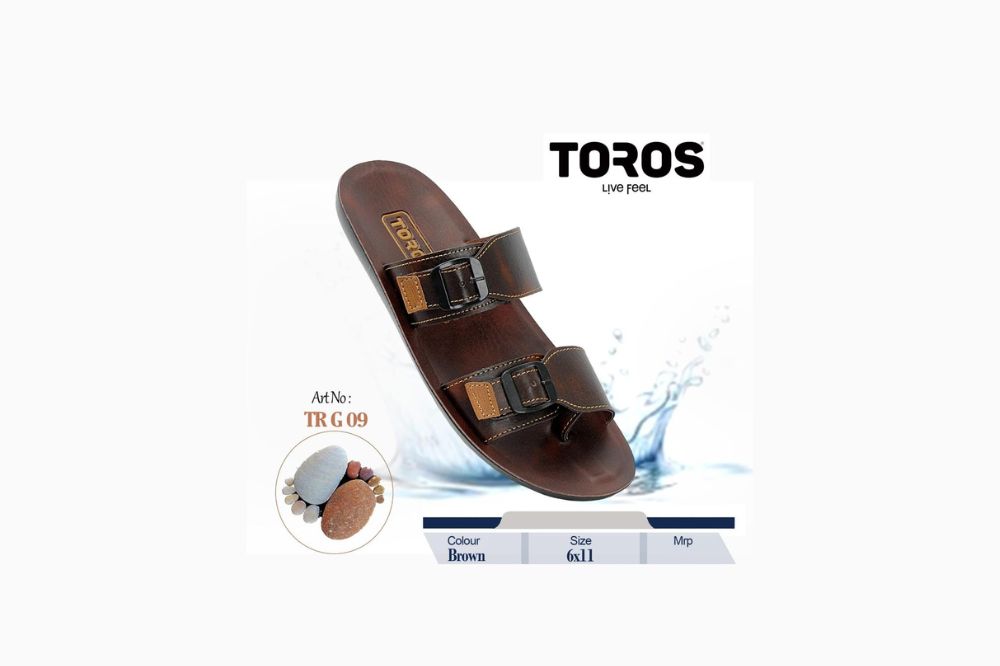 TOROS
LIVE FEEL
TOROS
Art No :
TR G 09
Colour
Size
Mrp
Brown
6x11